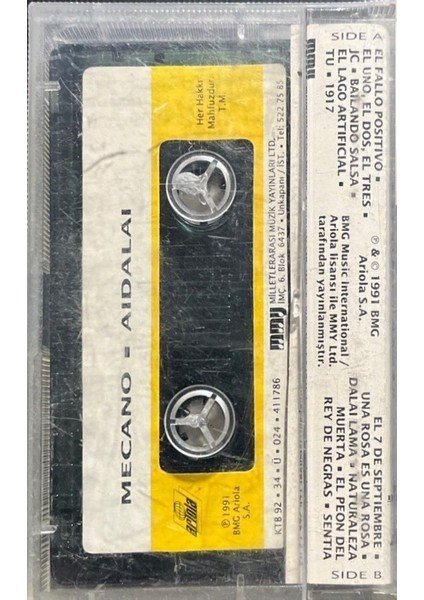 SIDE A
EL FALLO POSITIVO ▪
EL UNO, EL DOS, EL TRES ▪
JC ▪ BAILANDO SALSA ▪
EL LAGO ARTIFICIAL ▪
TU ▪ 1917
℗ & © 1991 BMG
Ariola S.A.
BMG Music International /
Ariola lisansı ile MMY Ltd.
tarafından yayınlanmıştır.
SIDE B
EL 7 DE SEPTIEMBRE ▪
UNA ROSA ES UNA ROSA ▪
DALAI LAMA ▪ NATURALEZA
MUERTA ▪ EL PEON DEL
REY DE NEGRAS ▪ SENTIA
Her Hakkı
Mahfuzdur.
T.M.
MİLLETLERARASI MÜZİK YAYINLARI LTD.
İMÇ. 6. Blok 6437 • Unkapanı / İST. • Tel: 522 75 85
KTB 92 • 34 • Ü • 024 • 411786
℗ 1991
BMG Ariola
S.A.
ariola
MECANO - AIDALAI